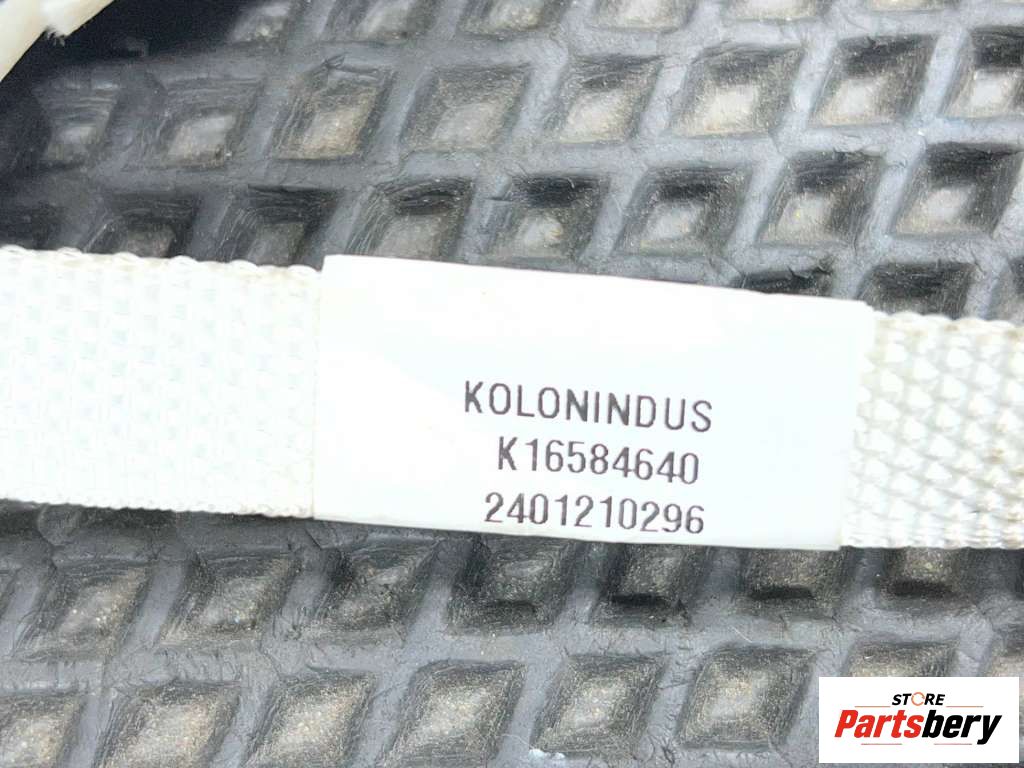 KOLONINDUS
K16584640
2401210296
STORE
Partsbery